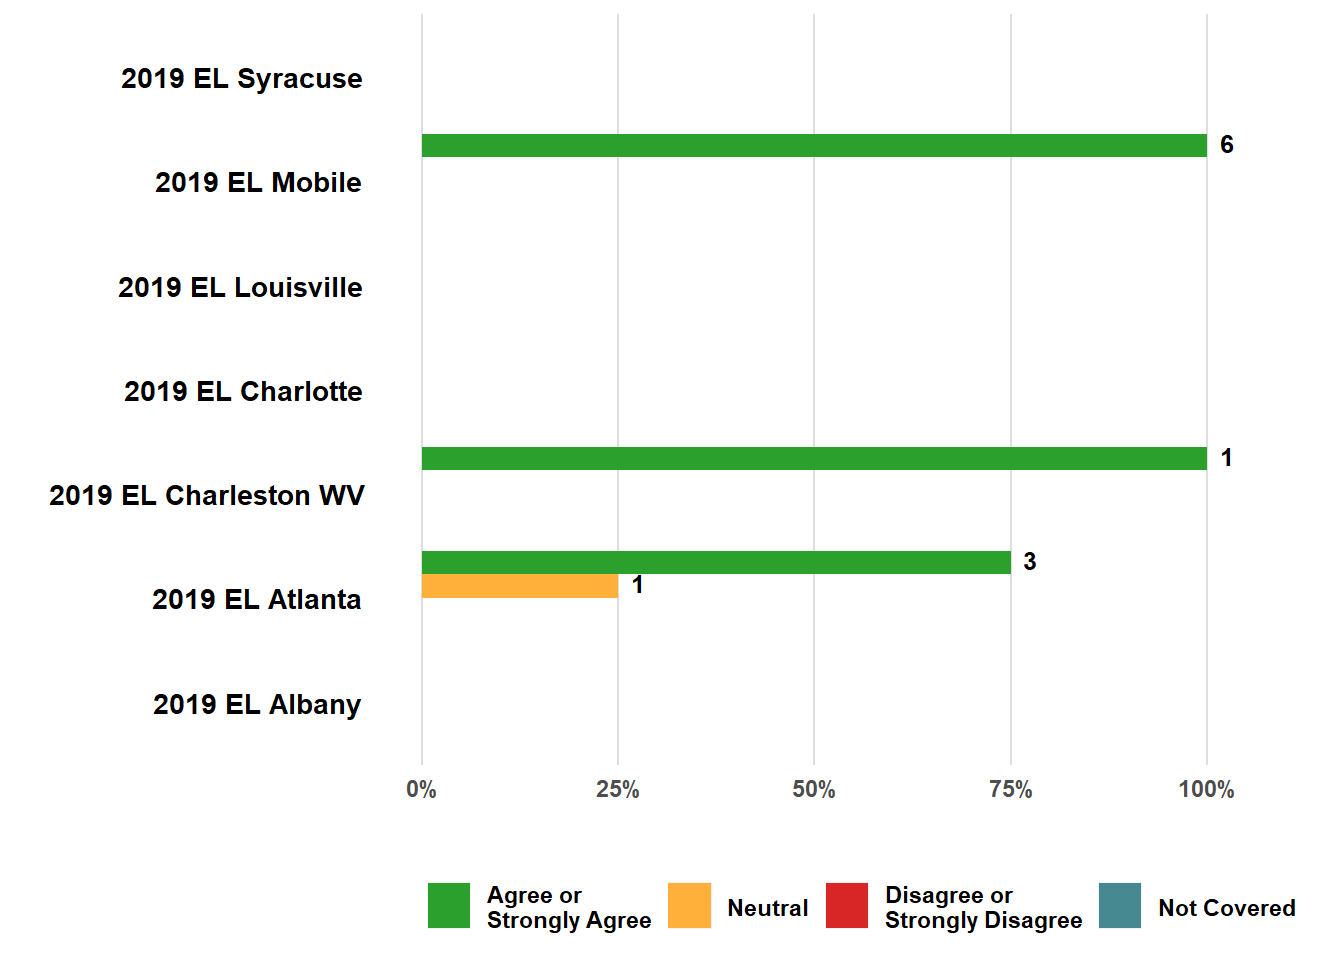 2019 EL Syracuse
6
2019 EL Mobile
2019 EL Louisville
2019 EL Charlotte
1
2019 EL Charleston WV
3
1
2019 EL Atlanta
2019 EL Albany
0% 25% 50% 75% 100%
Agree or
Strongly Agree
Neutral
Disagree or
Strongly Disagree
Not Covered